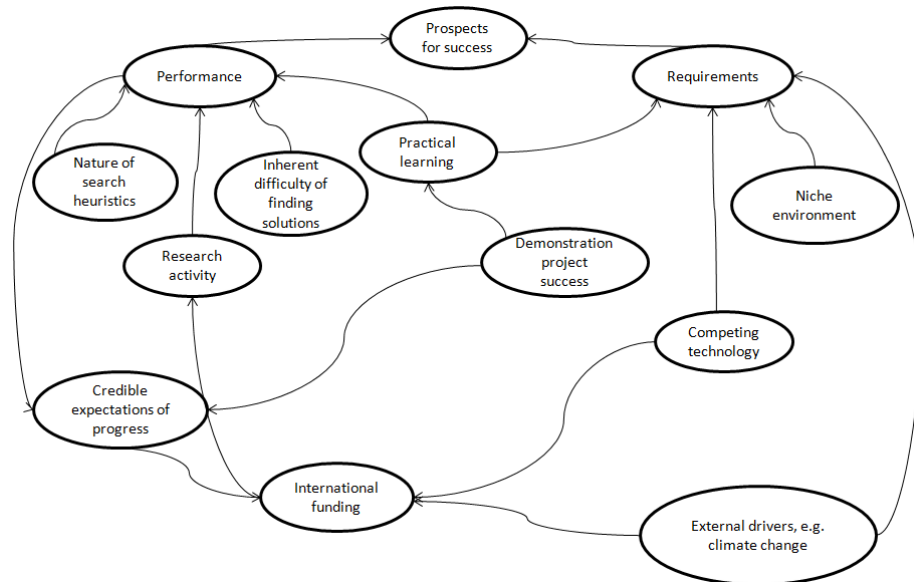 Prospects
for success
Performance
Requirements
Practical
learning
Nature of
search
heuristics
Inherent
difficulty of
finding
solutions
Niche
environment
Research
activity
Demonstration
project
success
Competing
technology
Credible
expectations of
progress
International
funding
External drivers, e.g.
climate change